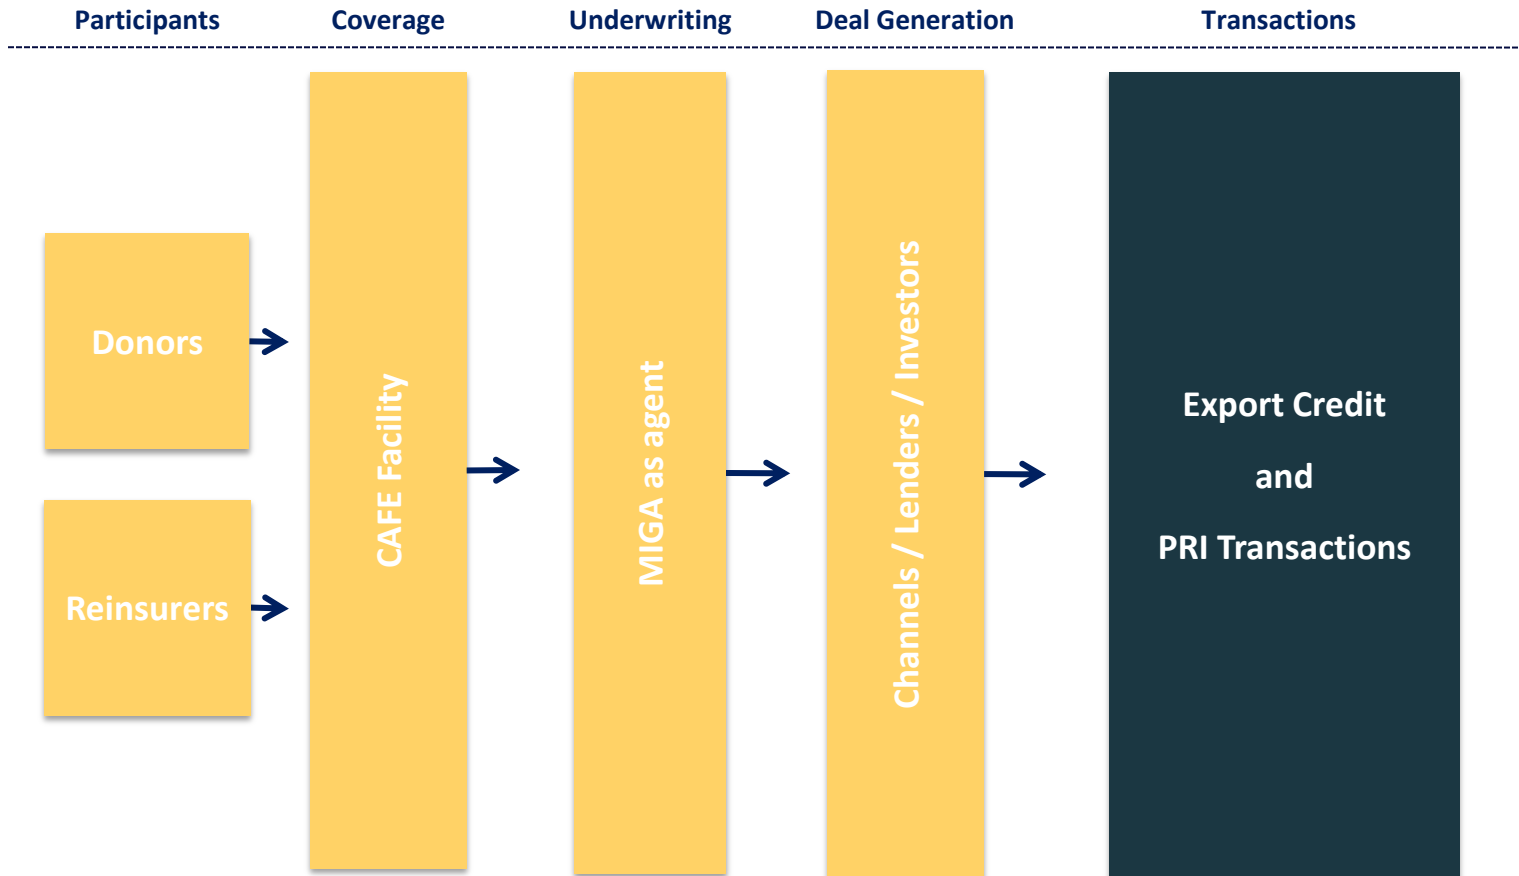 Participants
Coverage
Underwriting
Deal Generation
Transactions
Donors
Reinsurers
CAFE Facility
MIGA as agent
Channels / Lenders / Investors
Export Credit
and
PRI Transactions